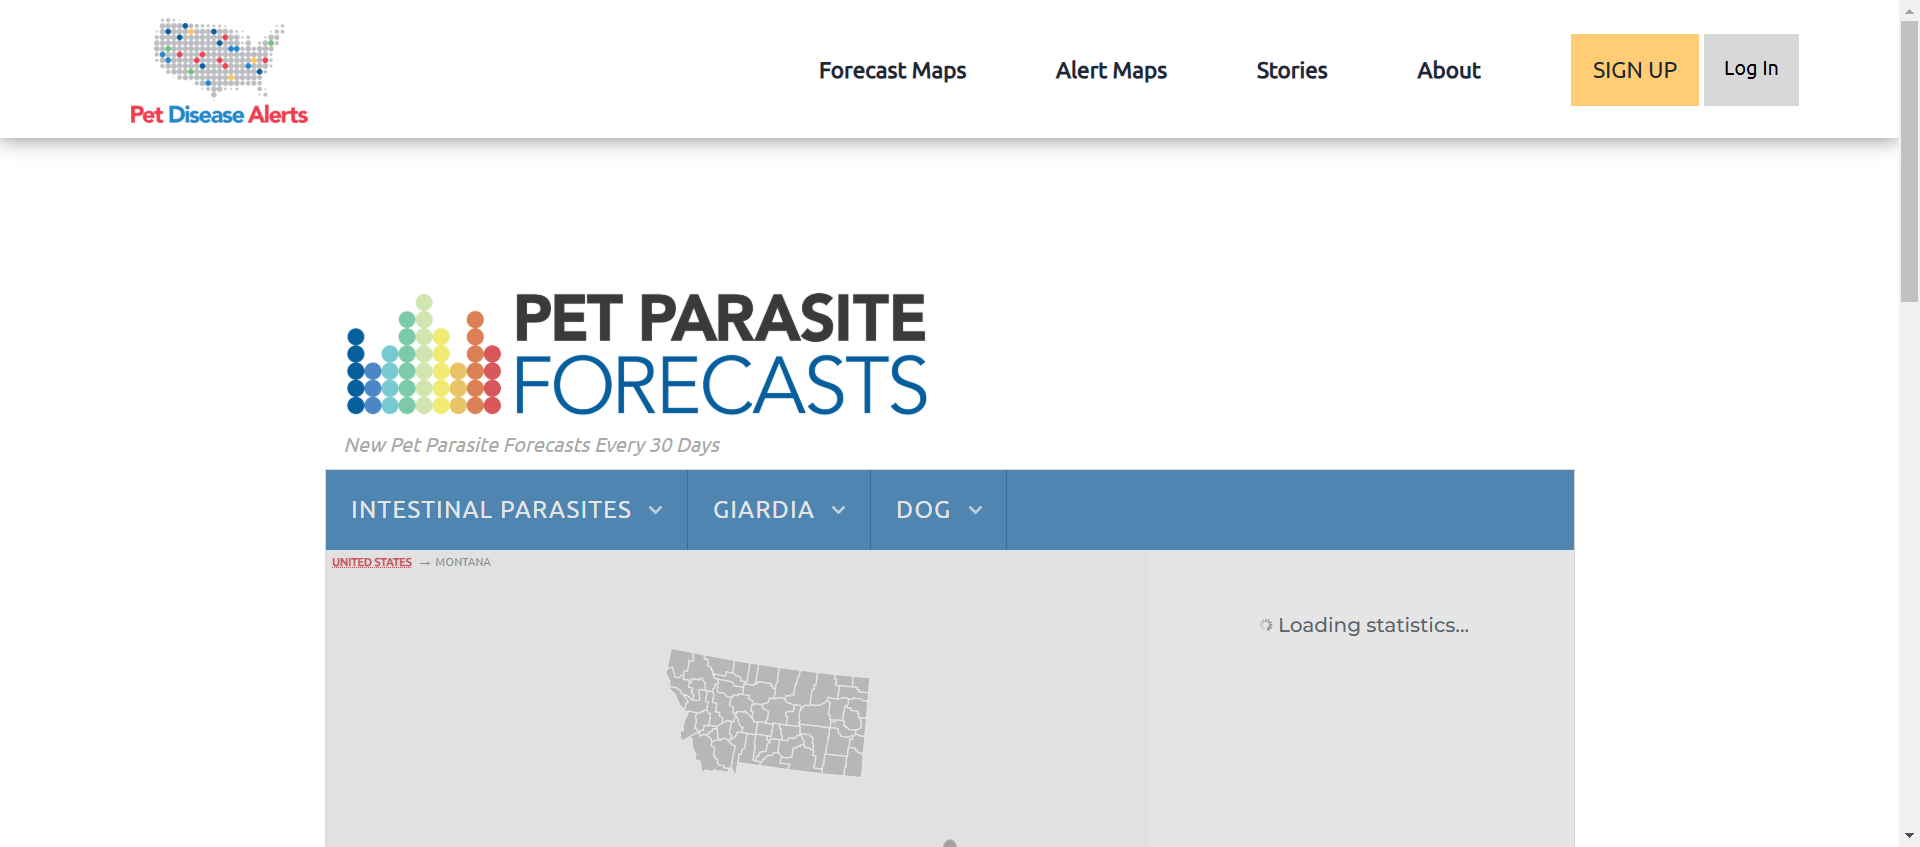 Pet Disease Alerts
Forecast Maps
Alert Maps
Stories
About
SIGN UP
Log In
PET PARASITE
FORECASTS
New Pet Parasite Forecasts Every 30 Days
INTESTINAL PARASITES
GIARDIA
DOG
UNITED STATES → MONTANA
Loading statistics...